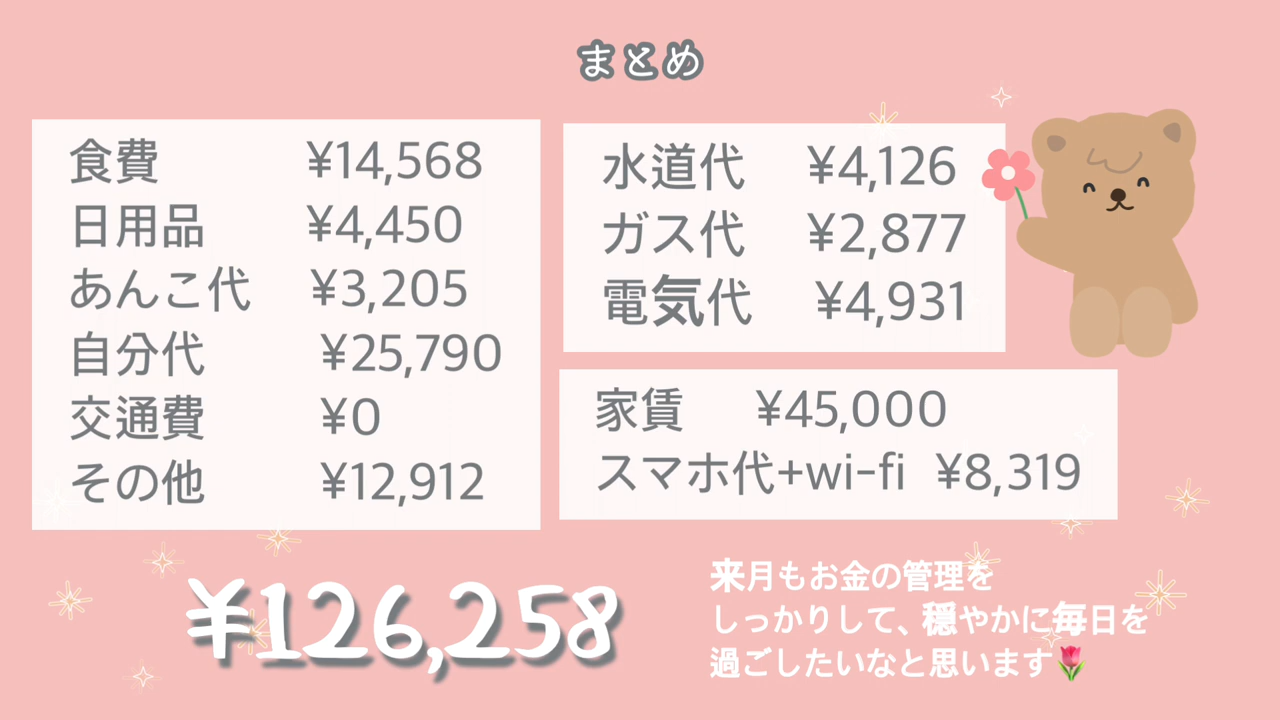 まとめ
食費 ¥14,568
日用品 ¥4,450
あんこ代 ¥3,205
自分代 ¥25,790
交通費 ¥0
その他 ¥12,912
水道代 ¥4,126
ガス代 ¥2,877
電気代 ¥4,931
家賃 ¥45,000
スマホ代+wi-fi ¥8,319
¥126,258
来月もお金の管理を
しっかりして、穏やかに毎日を
過ごしたいなと思います🌷